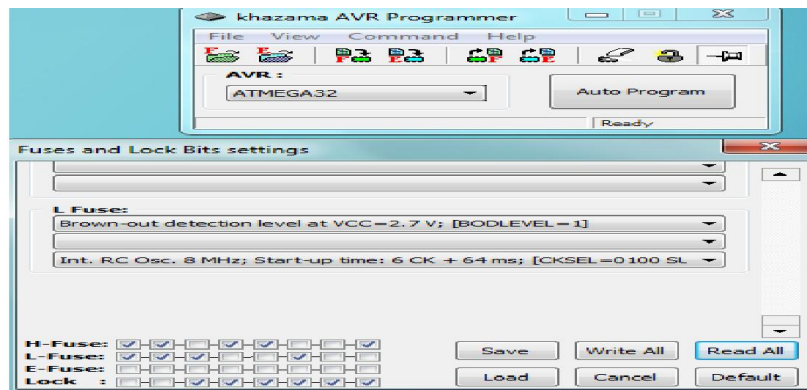 khazama AVR Programmer
File View Command Help
AVR :
ATMEGA32
Auto Program
Ready
Fuses and Lock Bits settings
L Fuse:
Brown-out detection level at VCC=2.7 V; [BODLEVEL=1]
Int. RC Osc. 8 MHz; Start-up time: 6 CK + 64 ms; [CKSEL=0100 SU
H-Fuse:
L-Fuse:
E-Fuse:
Lock :
Save Write All Read All
Load Cancel Default